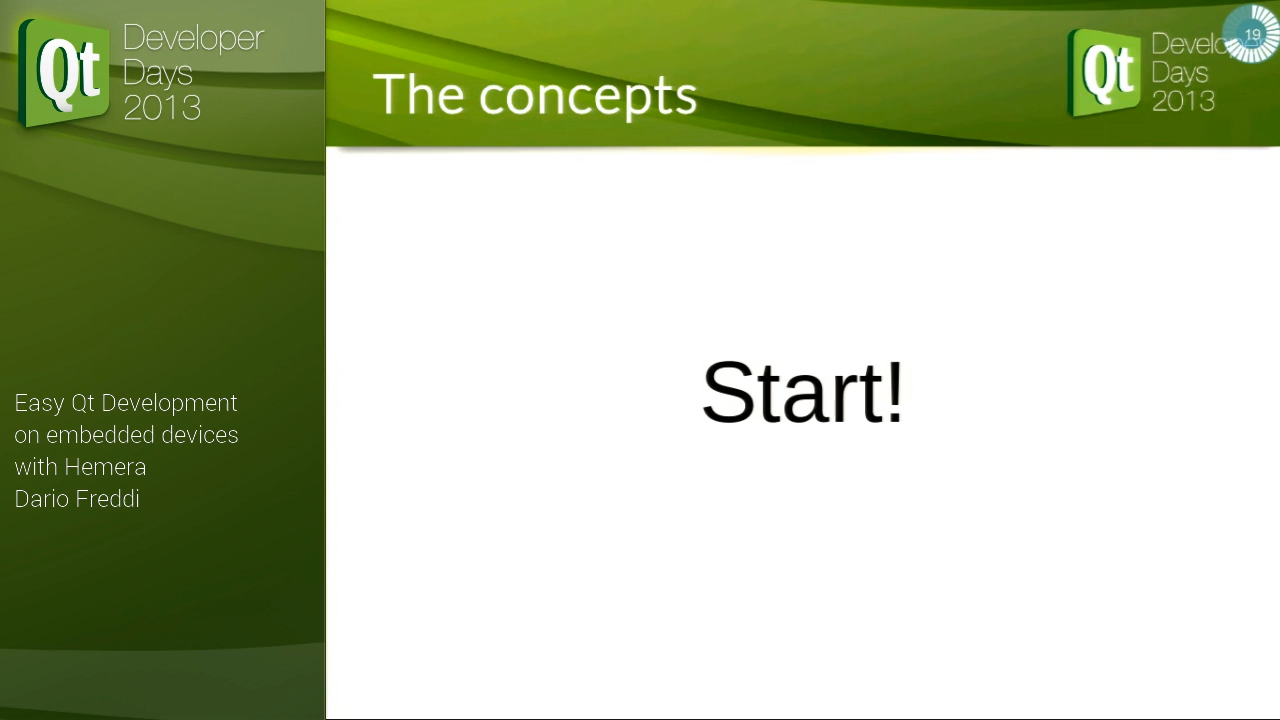 Qt Developer
Days
2013
Easy Qt Development
on embedded devices
with Hemera
Dario Freddi
The concepts
Qt
Days
2013
19
Start!